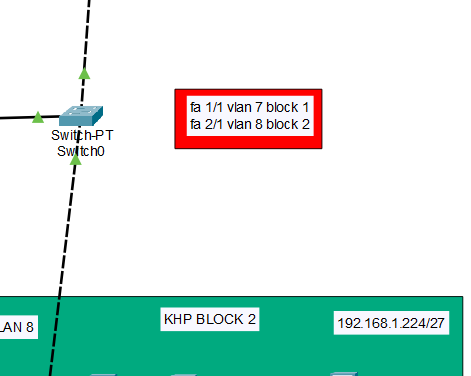 fa 1/1 vlan 7 block 1
fa 2/1 vlan 8 block 2
Switch-PT
Switch0
LAN 8
KHP BLOCK 2
192.168.1.224/27